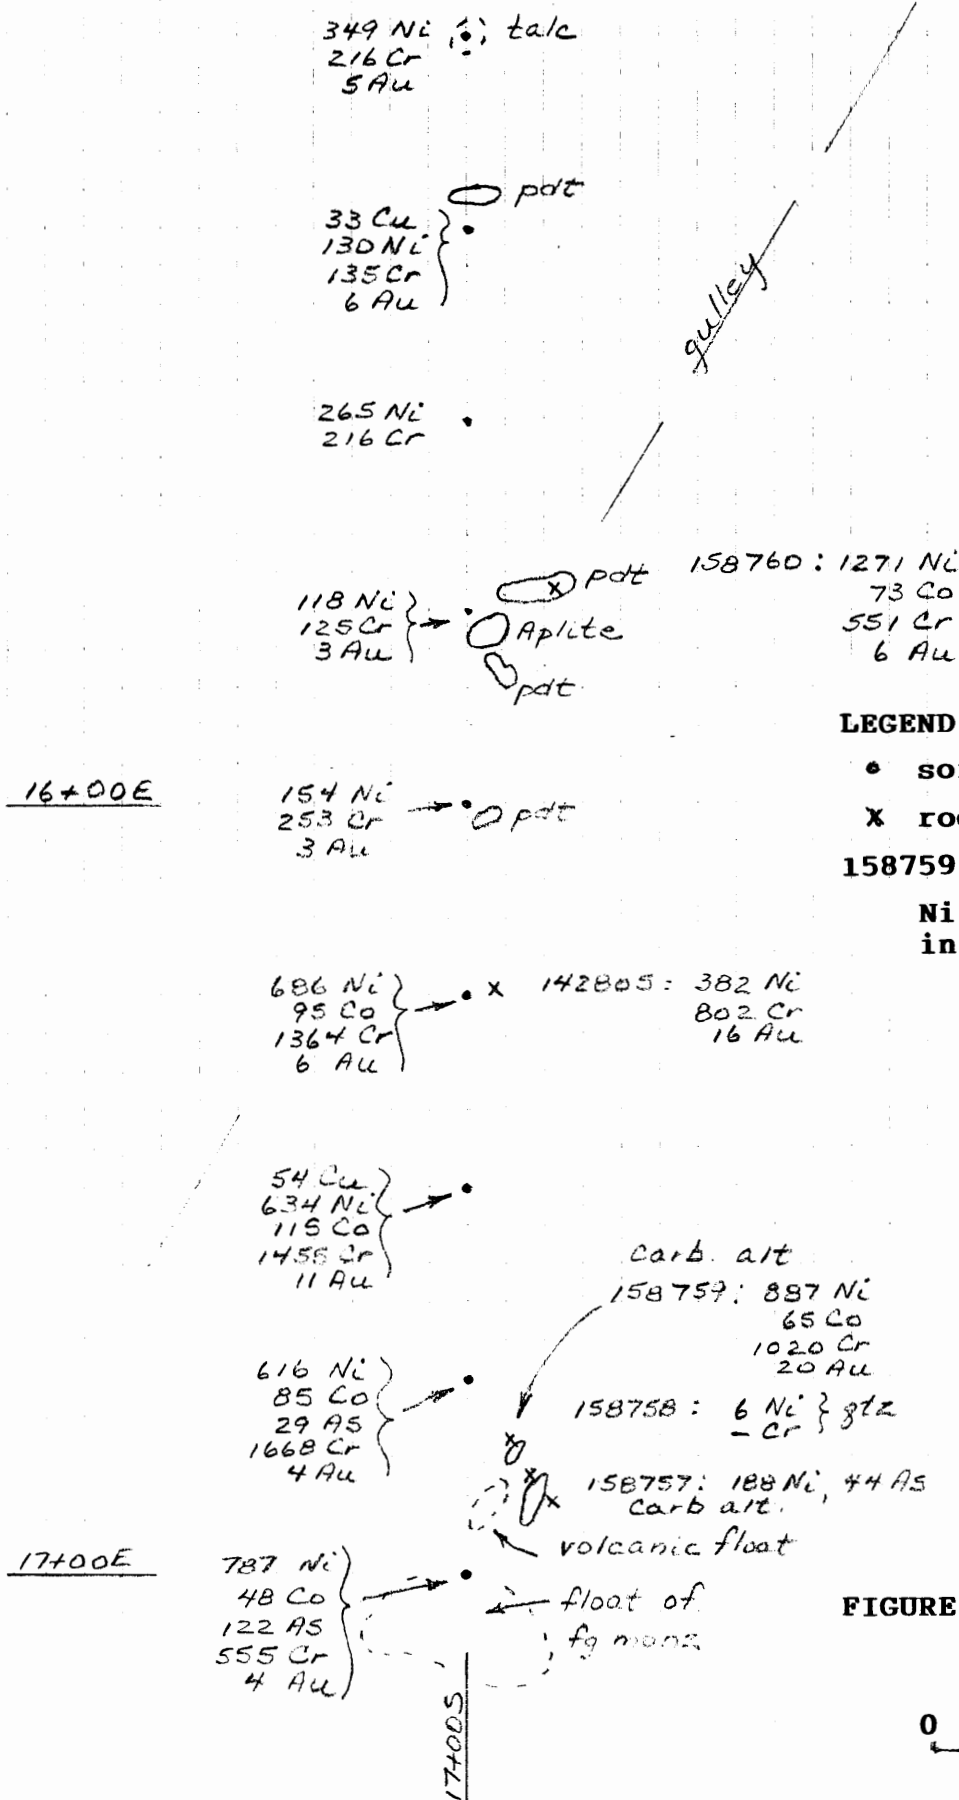 349 Ni
216 Cr
5 Au
talc
pdt
33 Cu
130 Ni
135 Cr
6 Au
gulley
265 Ni
216 Cr
118 Ni
125 Cr
3 Au
pdt
Aplite
pdt
158760: 1271 Ni
73 Co
551 Cr
6 Au
LEGEND
16+00E
154 Ni
253 Cr
3 Au
pdt
158759
Ni
in
686 Ni
95 Co
1364 Cr
6 Au
142805: 382 Ni
802 Cr
16 Au
54 Cu
634 Ni
115 Co
1455 Cr
11 Au
carb. alt
158759: 887 Ni
65 Co
1020 Cr
20 Au
616 Ni
85 Co
29 As
1668 Cr
4 Au
158758: 6 Ni } qtz
- Cr
158757: 188 Ni, 44 As
carb alt.
volcanic float
17+00E
787 Ni
48 Co
122 As
555 Cr
4 Au
float of
fg monz
FIGURE
17+00S
0